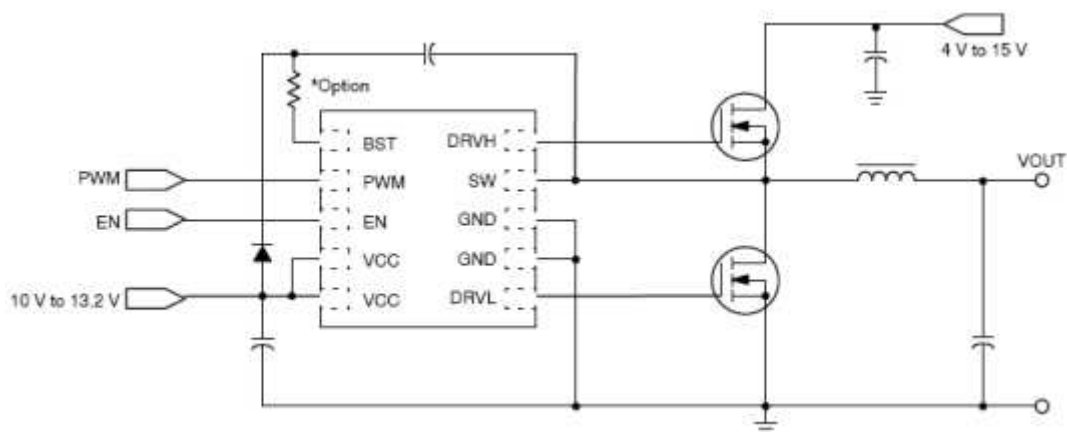 4 V to 15 V
*Option
BST
DRVH
VOUT
PWM
PWM
SW
EN
EN
GND
VCC
GND
10 V to 13.2 V
VCC
DRVL